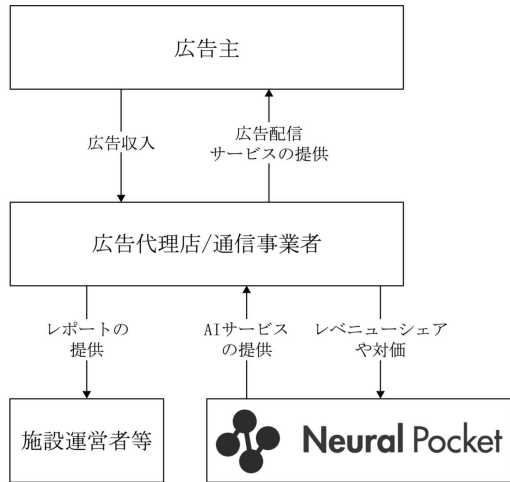 広告主
広告収入
広告配信
サービスの提供
広告代理店/通信事業者
レポートの
提供
AIサービス
の提供
レベニューシェア
や対価
施設運営者等
Neural Pocket